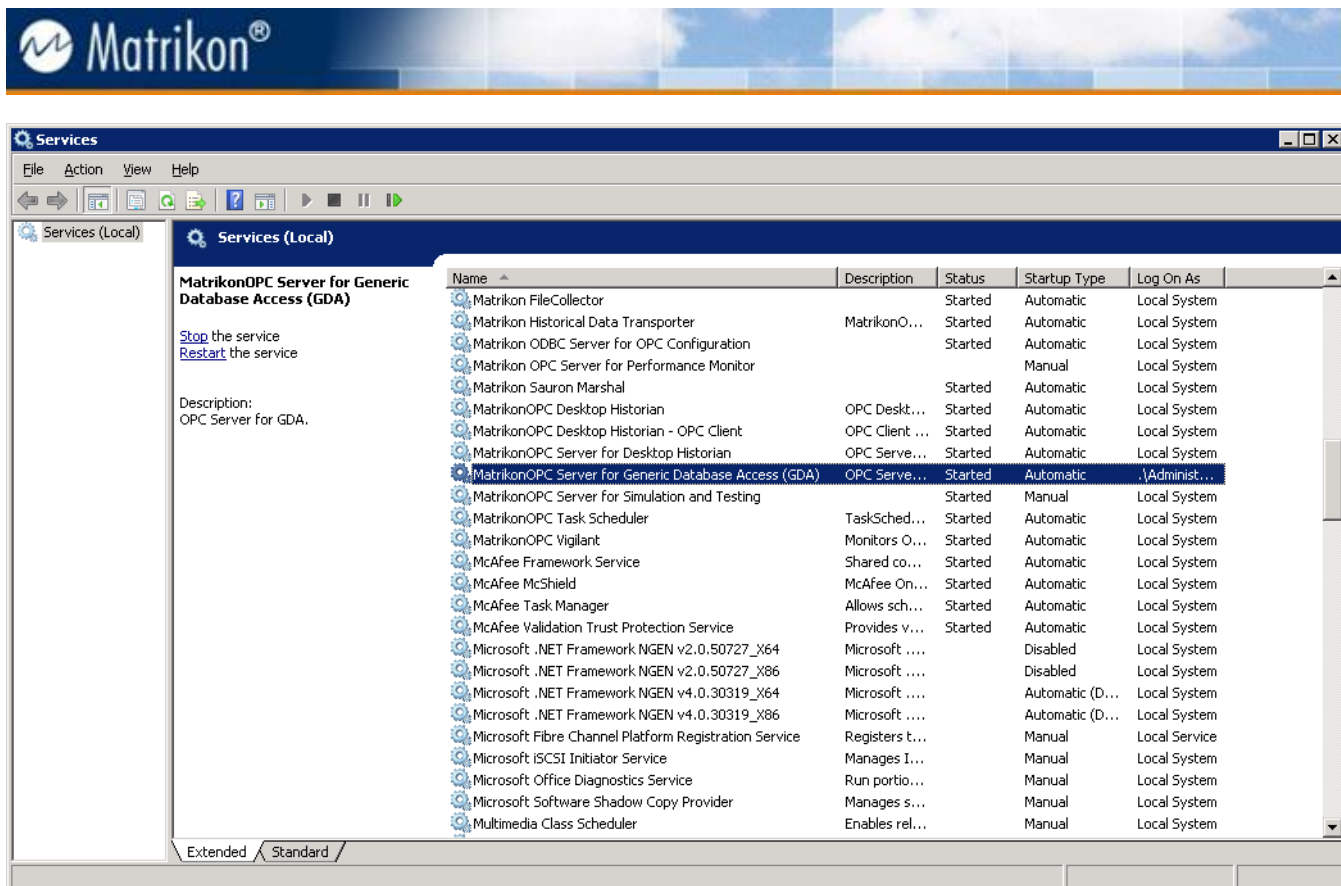 Matrikon®
Services
File Action View Help
Services (Local)
Services (Local)
MatrikonOPC Server for Generic
Database Access (GDA)
Stop the service
Restart the service
Description:
OPC Server for GDA.
Name Description Status Startup Type Log On As
Matrikon FileCollector Started Automatic Local System
Matrikon Historical Data Transporter MatrikonO... Started Automatic Local System
Matrikon ODBC Server for OPC Configuration Started Automatic Local System
Matrikon OPC Server for Performance Monitor Manual Local System
Matrikon Sauron Marshal Started Automatic Local System
MatrikonOPC Desktop Historian OPC Deskt... Started Automatic Local System
MatrikonOPC Desktop Historian - OPC Client OPC Client ... Started Automatic Local System
MatrikonOPC Server for Desktop Historian OPC Serve... Started Automatic Local System
MatrikonOPC Server for Generic Database Access (GDA) OPC Serve... Started Automatic .\Administ...
MatrikonOPC Server for Simulation and Testing Started Manual Local System
MatrikonOPC Task Scheduler TaskSched... Started Automatic Local System
MatrikonOPC Vigilant Monitors O... Started Automatic Local System
McAfee Framework Service Shared co... Started Automatic Local System
McAfee McShield McAfee On... Started Automatic Local System
McAfee Task Manager Allows sch... Started Automatic Local System
McAfee Validation Trust Protection Service Provides v... Started Automatic Local System
Microsoft .NET Framework NGEN v2.0.50727_X64 Microsoft .... Disabled Local System
Microsoft .NET Framework NGEN v2.0.50727_X86 Microsoft .... Disabled Local System
Microsoft .NET Framework NGEN v4.0.30319_X64 Microsoft .... Automatic (D... Local System
Microsoft .NET Framework NGEN v4.0.30319_X86 Microsoft .... Automatic (D... Local System
Microsoft Fibre Channel Platform Registration Service Registers t... Manual Local Service
Microsoft iSCSI Initiator Service Manages I... Manual Local System
Microsoft Office Diagnostics Service Run portio... Manual Local System
Microsoft Software Shadow Copy Provider Manages s... Manual Local System
Multimedia Class Scheduler Enables rel... Manual Local System
Extended Standard